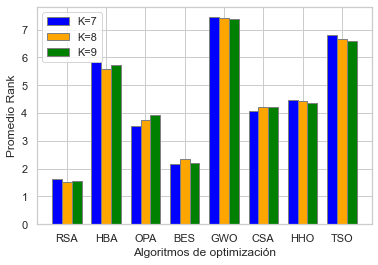 K=7
K=8
K=9
Promedio Rank
7
6
5
4
3
2
1
0
RSA HBA OPA BES GWO CSA HHO TSO
Algoritmos de optimización